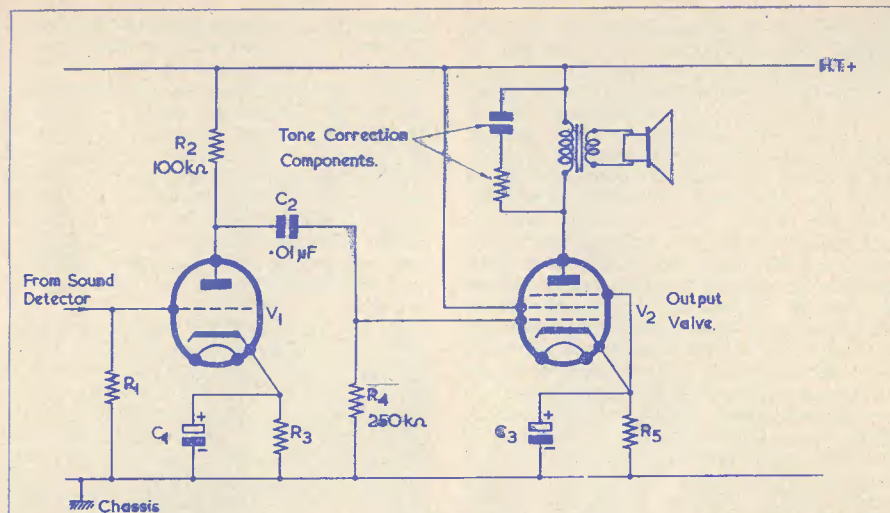 H.T.+
R2
100kΩ
Tone Correction
Components.
C2
·01µF
From Sound
Detector
V1
V2
Output
Valve.
R1
C1
+
-
R3
R4
250kΩ
C3
+
-
R5
Chassis